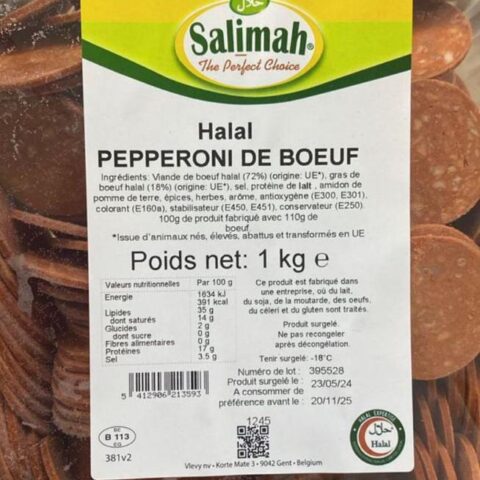 حلال
Salimah®
The Perfect Choice
Halal
PEPPERONI DE BOEUF
Ingrédients: Viande de boeuf halal (72%) (origine: UE*), gras de
boeuf halal (18%) (origine: UE*), sel, protéine de lait , amidon de
pomme de terre, épices, herbes, arôme, antioxygène (E300, E301),
colorant (E160a), stabilisateur (E450, E451), conservateur (E250).
100g de produit fabriqué avec 110g de
boeuf
*Issue d'animaux nés, élevés, abattus et transformés en UE
Poids net: 1 kg e
Valeurs nutritionnelles Par 100 g
Energie 1634 kJ
391 kcal
Lipides 35 g
dont saturés 14 g
Glucides 2 g
dont sucre 0 g
Fibres alimentaires 0 g
Protéines 17 g
Sel 3.5 g
Ce produit est fabriqué dans
une entreprise, où du lait,
du soja, de la moutarde, des oeufs,
du céleri et du gluten sont traités.
Produit surgelé.
Ne pas recongeler
après décongélation.
Tenir surgelé: -18°C
Numéro de lot : 395528
Produit surgelé le : 23/05/24
A consommer de
préférence avant le : 20/11/25
5 412986 213593
1245
BE
B 113
EG
381v2
HALAL EXPERTISE
حلال
Halal
Vlevy nv • Korte Mate 3 • 9042 Gent • Belgium